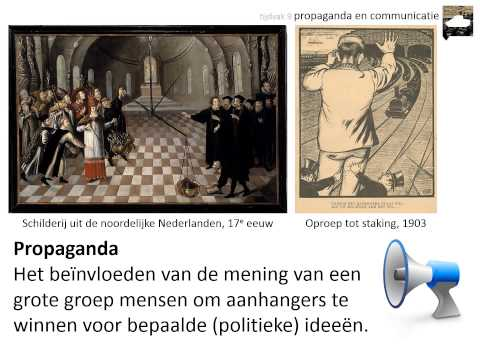 tijdvak 9 propaganda en communicatie
Schilderij uit de noordelijke Nederlanden, 17e eeuw
Oproep tot staking, 1903
Propaganda
Het beïnvloeden van de mening van een
grote groep mensen om aanhangers te
winnen voor bepaalde (politieke) ideeën.